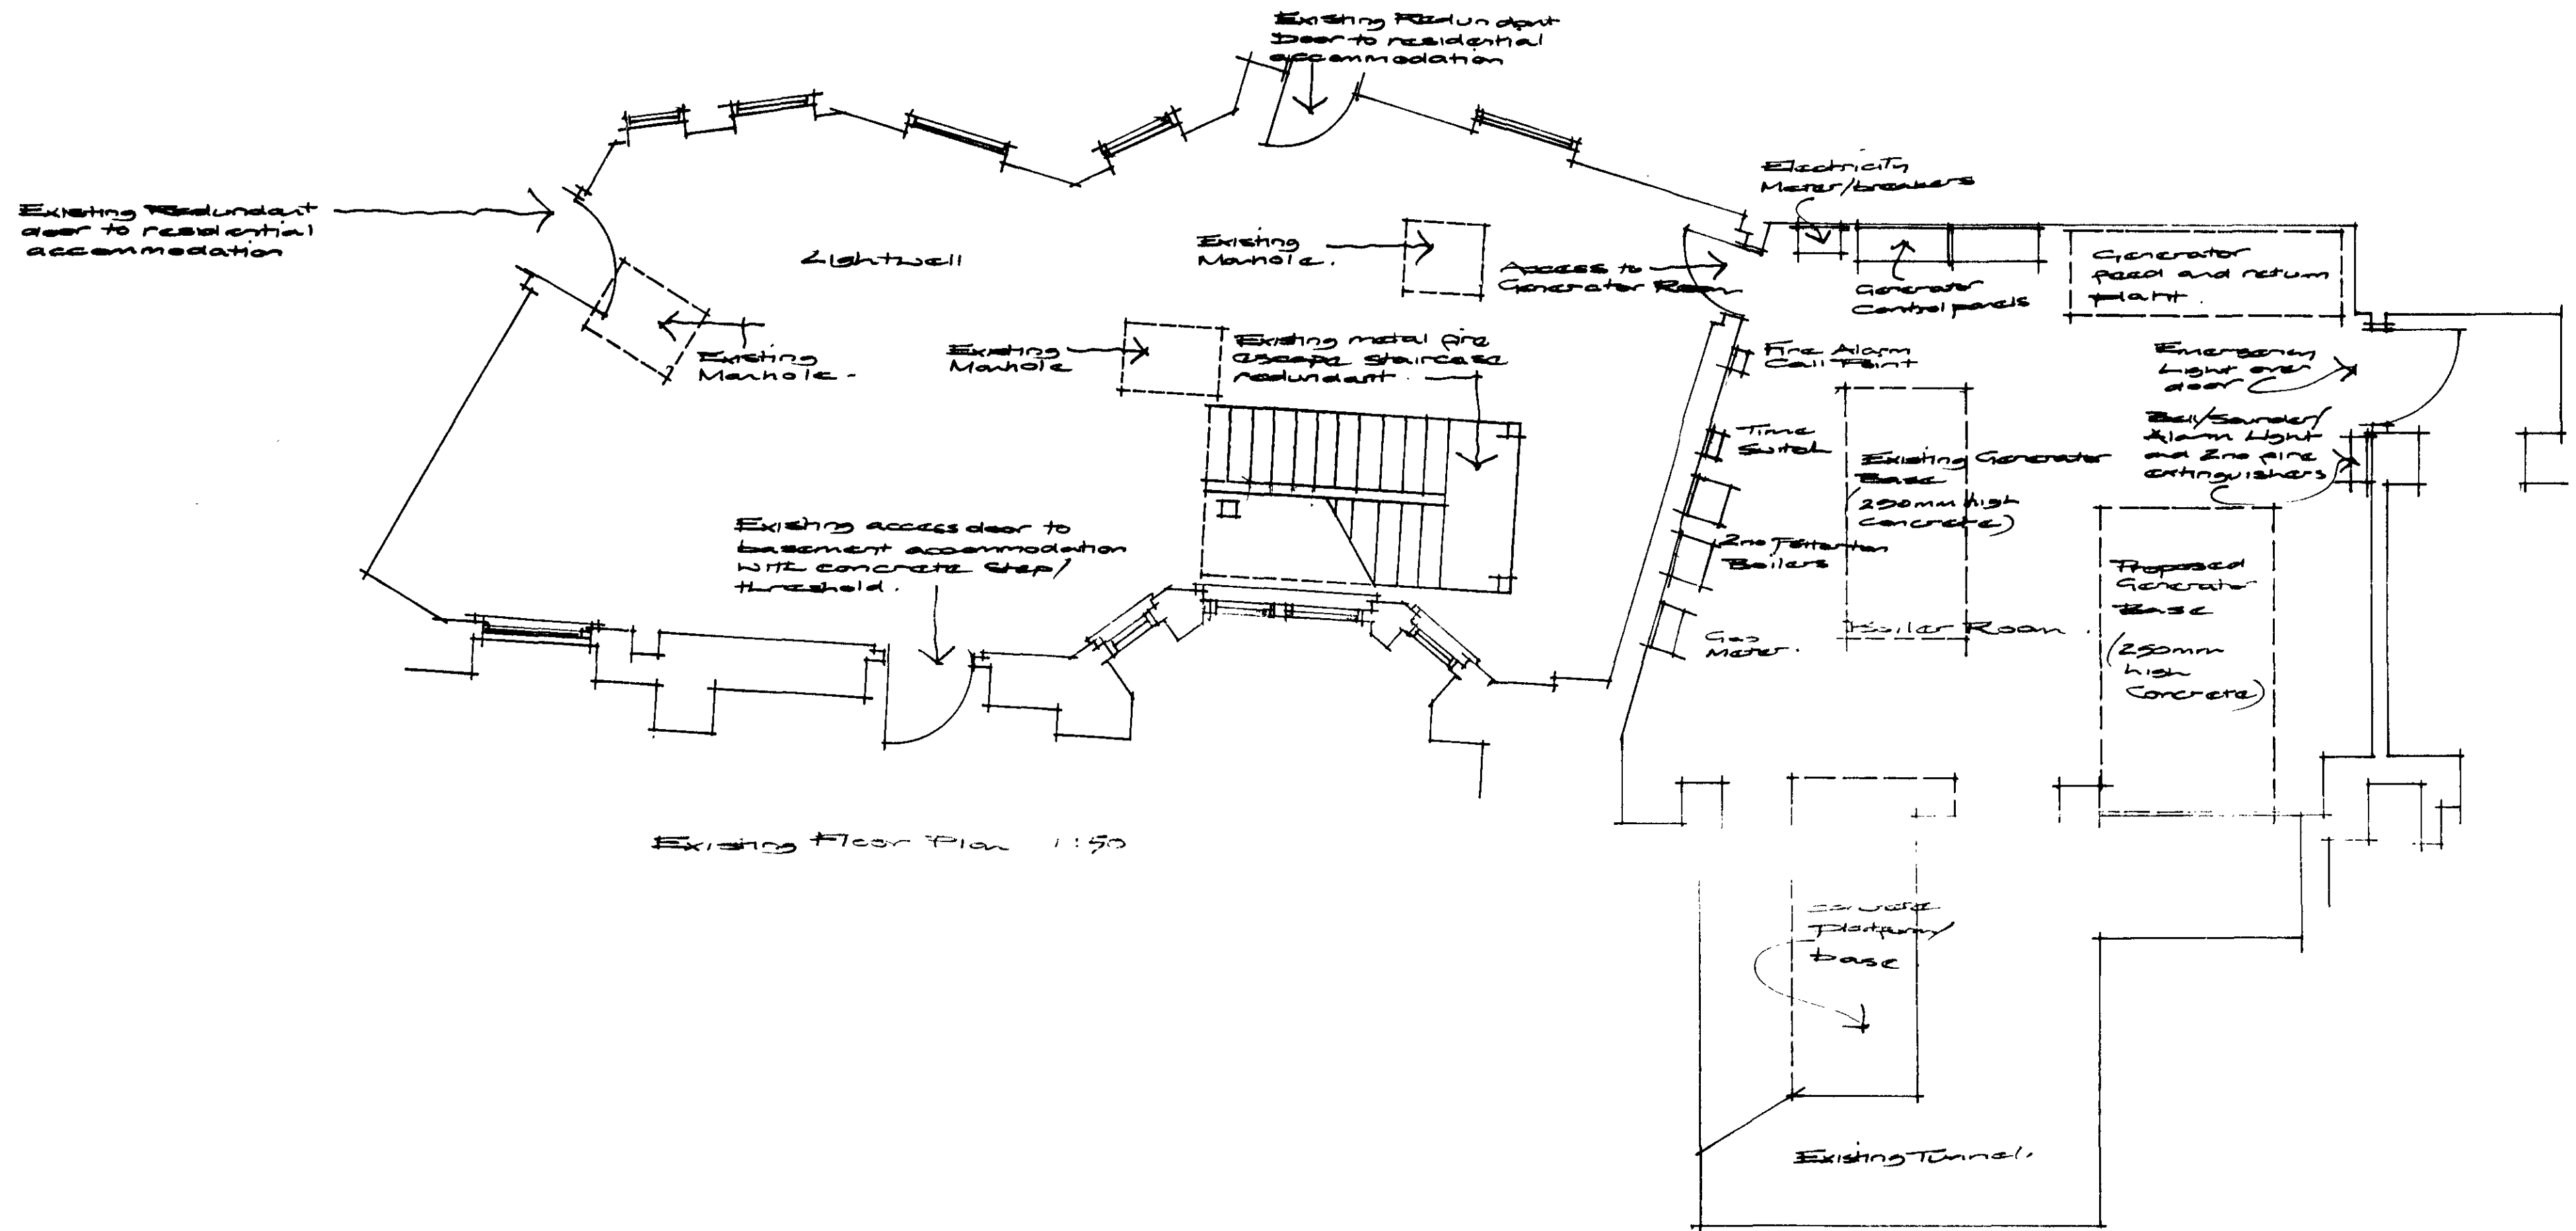 Existing Redundant
Door to residential
accommodation
Existing Redundant
door to residential
accommodation
Lightwell
Existing
Manhole.
Existing
Manhole
Existing
Manhole.
Access to
Generator Room
Existing metal fire
escape staircase
redundant.
Existing access door to
basement accommodation
with concrete step/
threshold.
Electricity
Meter/breakers
Generator
Control panels
Generator
feed and return
plant.
Fire Alarm
Call Point
Time
Switch
2no Potterton
Boilers
Gas
Meter.
Existing Generator
Base
(250mm high
concrete)
Boiler Room.
Emergency
Light over
door
Bell/Sounder/
Alarm Light
and 2no fire
extinguishers
Proposed
Generator
Base
(250mm
high
Concrete)
Platform/
base
Existing Tunnel.
Existing Floor Plan 1:50